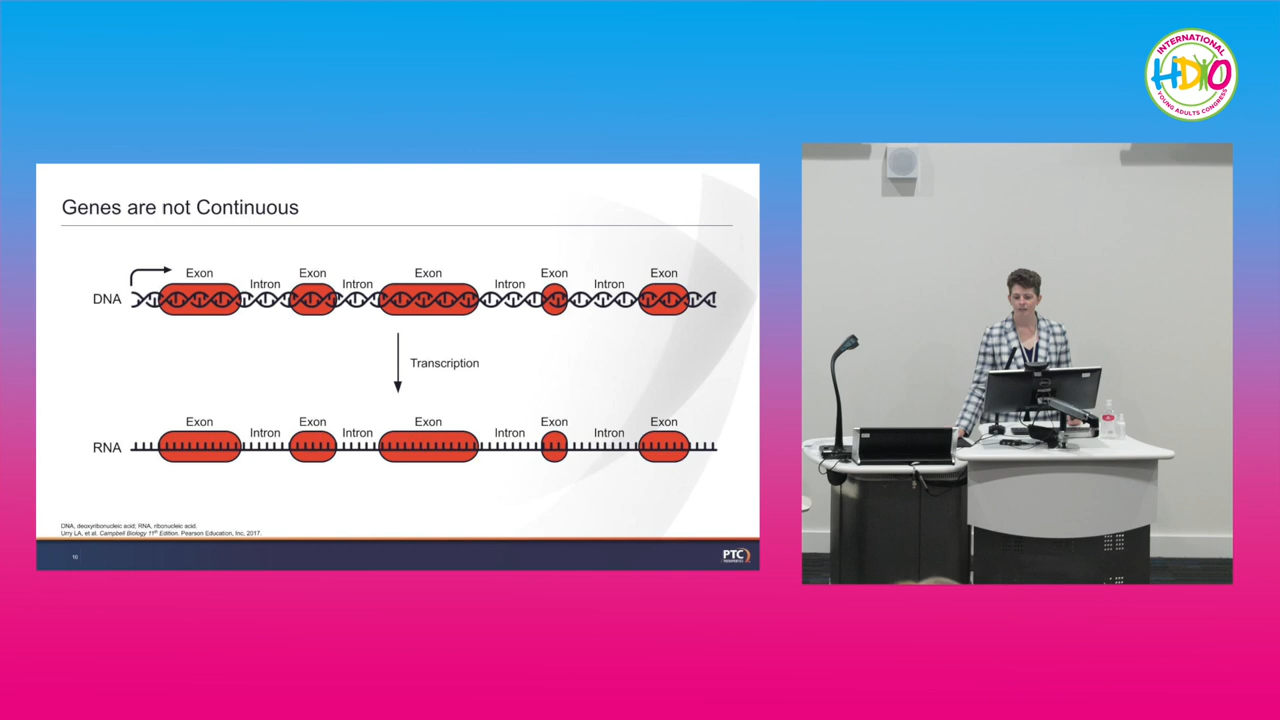 INTERNATIONAL
HDYO
YOUNG ADULTS CONGRESS
Genes are not Continuous
Exon Exon Exon Exon Exon
Intron Intron Intron Intron
DNA
Transcription
Exon Exon Exon Exon Exon
Intron Intron Intron Intron
RNA
DNA, deoxyribonucleic acid; RNA, ribonucleic acid.
Urry LA, et al. Campbell Biology 11th Edition. Pearson Education, Inc, 2017.
10
PTC
THERAPEUTICS